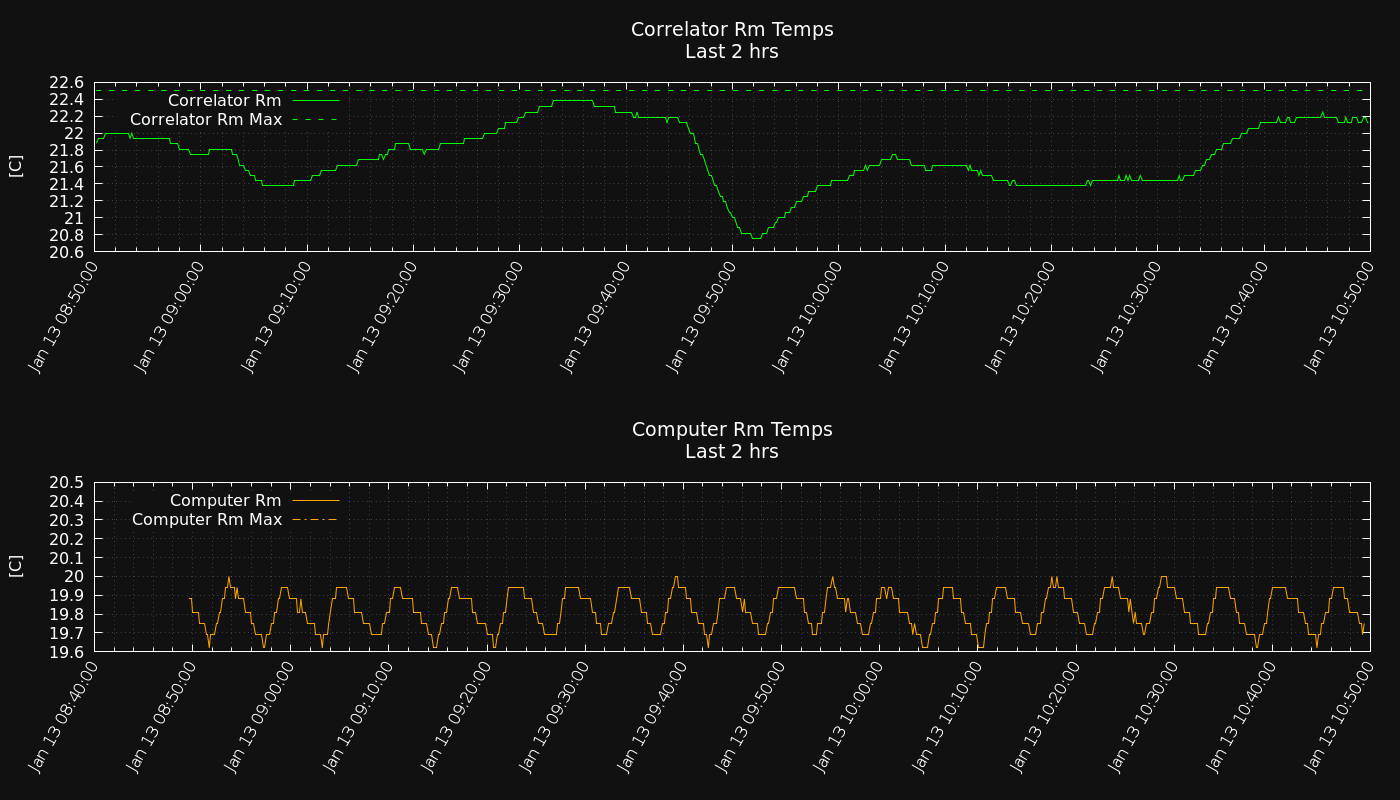 Correlator Rm Temps
Last 2 hrs
22.6
22.4
22.2
22
21.8
21.6
21.4
21.2
21
20.8
20.6
[C]
Correlator Rm
Correlator Rm Max
Jan 13 08:50:00
Jan 13 09:00:00
Jan 13 09:10:00
Jan 13 09:20:00
Jan 13 09:30:00
Jan 13 09:40:00
Jan 13 09:50:00
Jan 13 10:00:00
Jan 13 10:10:00
Jan 13 10:20:00
Jan 13 10:30:00
Jan 13 10:40:00
Jan 13 10:50:00
Computer Rm Temps
Last 2 hrs
20.5
20.4
20.3
20.2
20.1
20
19.9
19.8
19.7
19.6
[C]
Computer Rm
Computer Rm Max
Jan 13 08:40:00
Jan 13 08:50:00
Jan 13 09:00:00
Jan 13 09:10:00
Jan 13 09:20:00
Jan 13 09:30:00
Jan 13 09:40:00
Jan 13 09:50:00
Jan 13 10:00:00
Jan 13 10:10:00
Jan 13 10:20:00
Jan 13 10:30:00
Jan 13 10:40:00
Jan 13 10:50:00